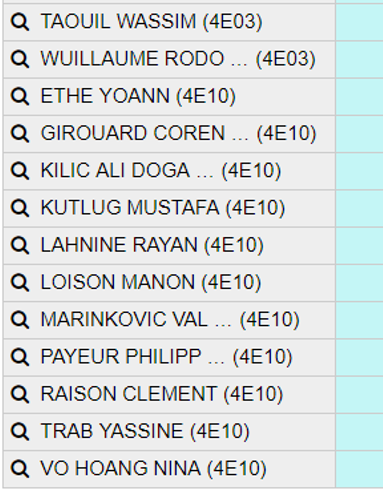 TAOUIL WASSIM (4E03)
WUILLAUME RODO ... (4E03)
ETHE YOANN (4E10)
GIROUARD COREN ... (4E10)
KILIC ALI DOGA ... (4E10)
KUTLUG MUSTAFA (4E10)
LAHNINE RAYAN (4E10)
LOISON MANON (4E10)
MARINKOVIC VAL ... (4E10)
PAYEUR PHILIPP ... (4E10)
RAISON CLEMENT (4E10)
TRAB YASSINE (4E10)
VO HOANG NINA (4E10)